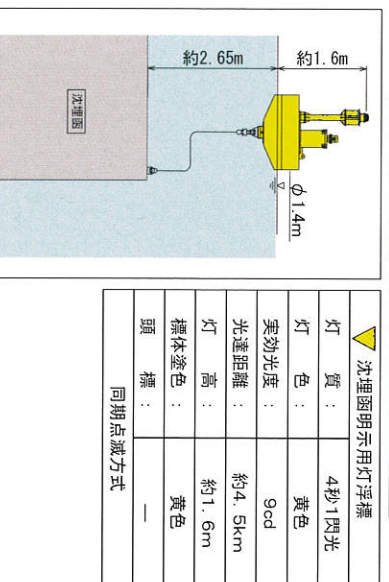 約2.65m
約1.6m
φ1.4m
沈埋函
沈埋函明示用灯浮標
灯 質 : 4秒1閃光
灯 色 : 黄色
実効光度 : 9cd
光達距離 : 約4.5km
灯 高 : 約1.6m
標体塗色 : 黄色
頭 標 : ―
同期点滅方式